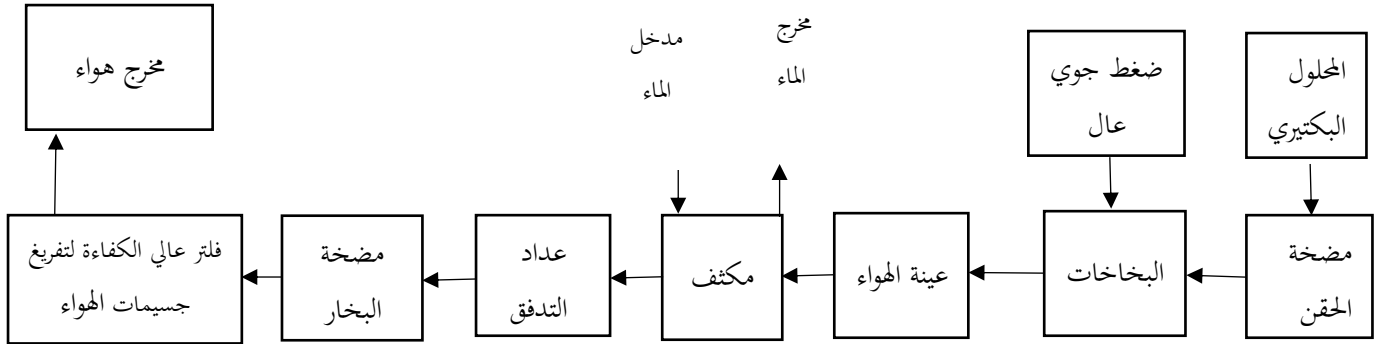 مخرج هواء
مدخل
الماء
مخرج
الماء
ضغط جوي
عال
المحلول
البكتيري
مضخة
الحقن
البخاخات
عينة الهواء
مكثف
عداد
التدفق
مضخة
البخار
فلتر عالي الكفاءة لتفريغ
جسيمات الهواء